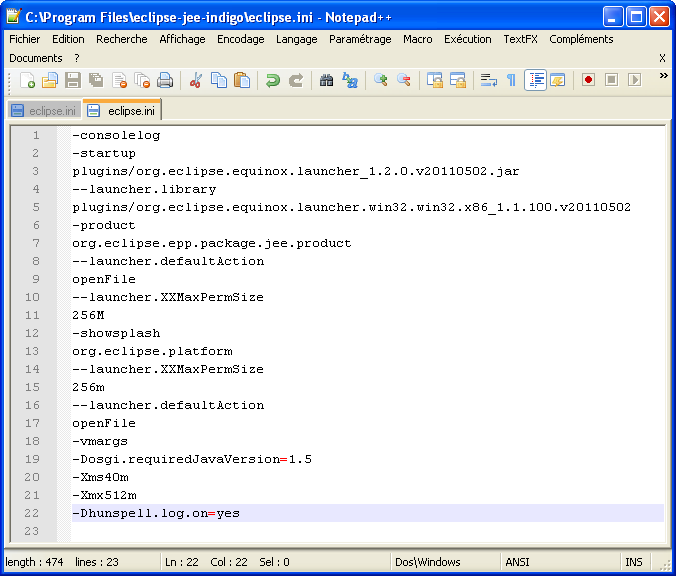 C:\Program Files\eclipse-jee-indigo\eclipse.ini - Notepad++
Fichier Edition Recherche Affichage Encodage Langage Paramétrage Macro Exécution TextFX Compléments
Documents ? X
eclipse.ini eclipse.ini
1 -consolelog
2 -startup
3 plugins/org.eclipse.equinox.launcher_1.2.0.v20110502.jar
4 --launcher.library
5 plugins/org.eclipse.equinox.launcher.win32.win32.x86_1.1.100.v20110502
6 -product
7 org.eclipse.epp.package.jee.product
8 --launcher.defaultAction
9 openFile
10 --launcher.XXMaxPermSize
11 256M
12 -showsplash
13 org.eclipse.platform
14 --launcher.XXMaxPermSize
15 256m
16 --launcher.defaultAction
17 openFile
18 -vmargs
19 -Dosgi.requiredJavaVersion=1.5
20 -Xms40m
21 -Xmx512m
22 -Dhunspell.log.on=yes
23
length : 474 lines : 23 Ln : 22 Col : 22 Sel : 0 Dos\Windows ANSI INS